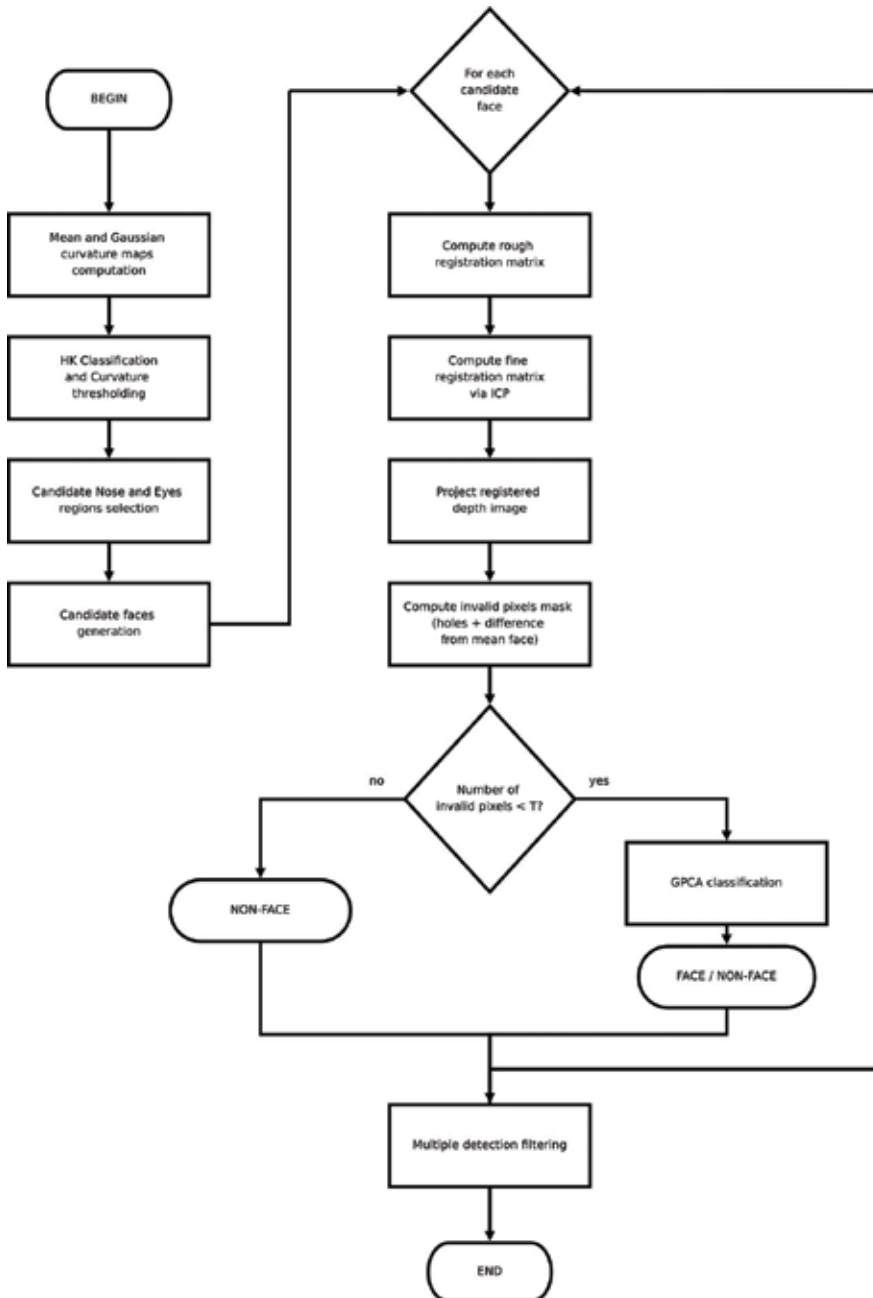 BEGIN
Mean and Gaussian
curvature maps
computation
HK Classification
and Curvature
thresholding
Candidate Nose and Eyes
regions selection
Candidate faces
generation
For each
candidate
face
Compute rough
registration matrix
Compute fine
registration matrix
via ICP
Project registered
depth image
Compute invalid pixels mask
(holes + difference
from mean face)
Number of
invalid pixels < T?
no
yes
NON-FACE
GPCA classification
FACE / NON-FACE
Multiple detection filtering
END